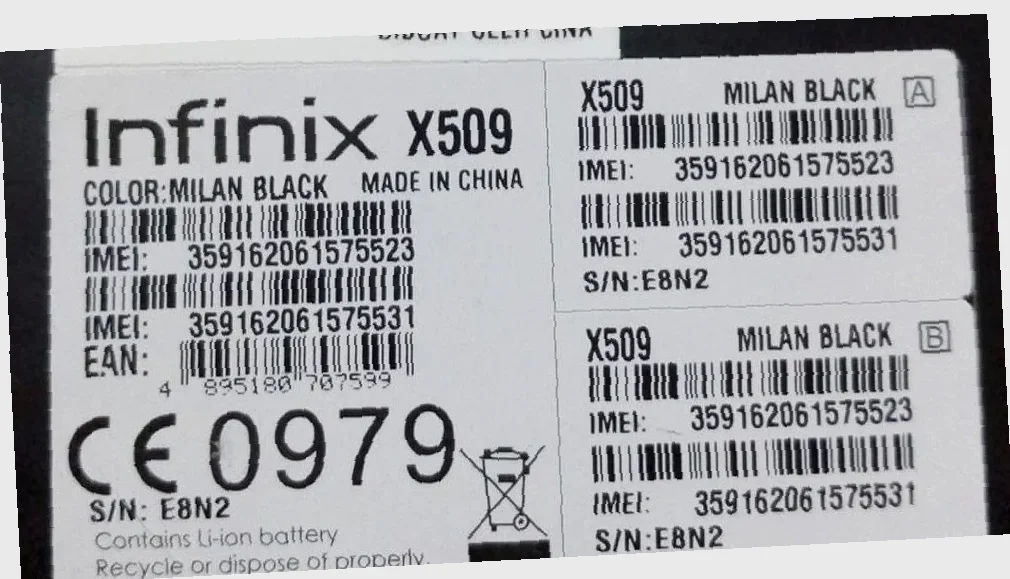 Infinix X509
COLOR:MILAN BLACK MADE IN CHINA
IMEI: 359162061575523
IMEI: 359162061575531
EAN:
4 895180 707599
CE 0979
S/N: E8N2
Contains Li-ion battery
Recycle or dispose of properly.
X509 MILAN BLACK A
IMEI: 359162061575523
IMEI: 359162061575531
S/N:E8N2
X509 MILAN BLACK B
IMEI: 359162061575523
IMEI: 359162061575531
S/N:E8N2